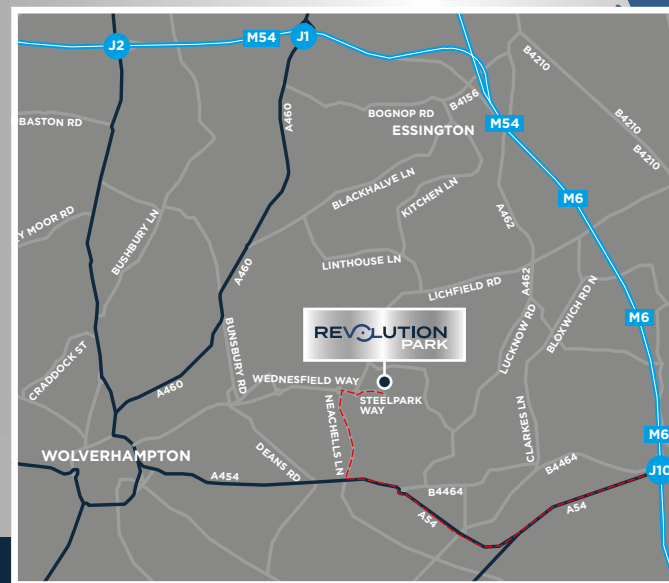 J2
M54
J1
B4210
A460
BOGNOP RD
B4156
OBASTON RD
ESSINGTON
M54
B4210
B4210
BLACKHALVE LN
KITCHEN LN
M6
A462
Y MOOR RD
BUSHBURY LN
A460
LINTHOUSE LN
LICHFIELD RD
A462
BLOXWICH RD N
LUCKNOW RD
M6
REVOLUTION
PARK
BUNSBURY RD
CRADDOCK ST
A460
WEDNESFIELD WAY
STEELPARK
WAY
NEACHELLS LN
CLARKES LN
M6
WOLVERHAMPTON
DEANS RD
A454
B4464
B4464
J10
A54
A54